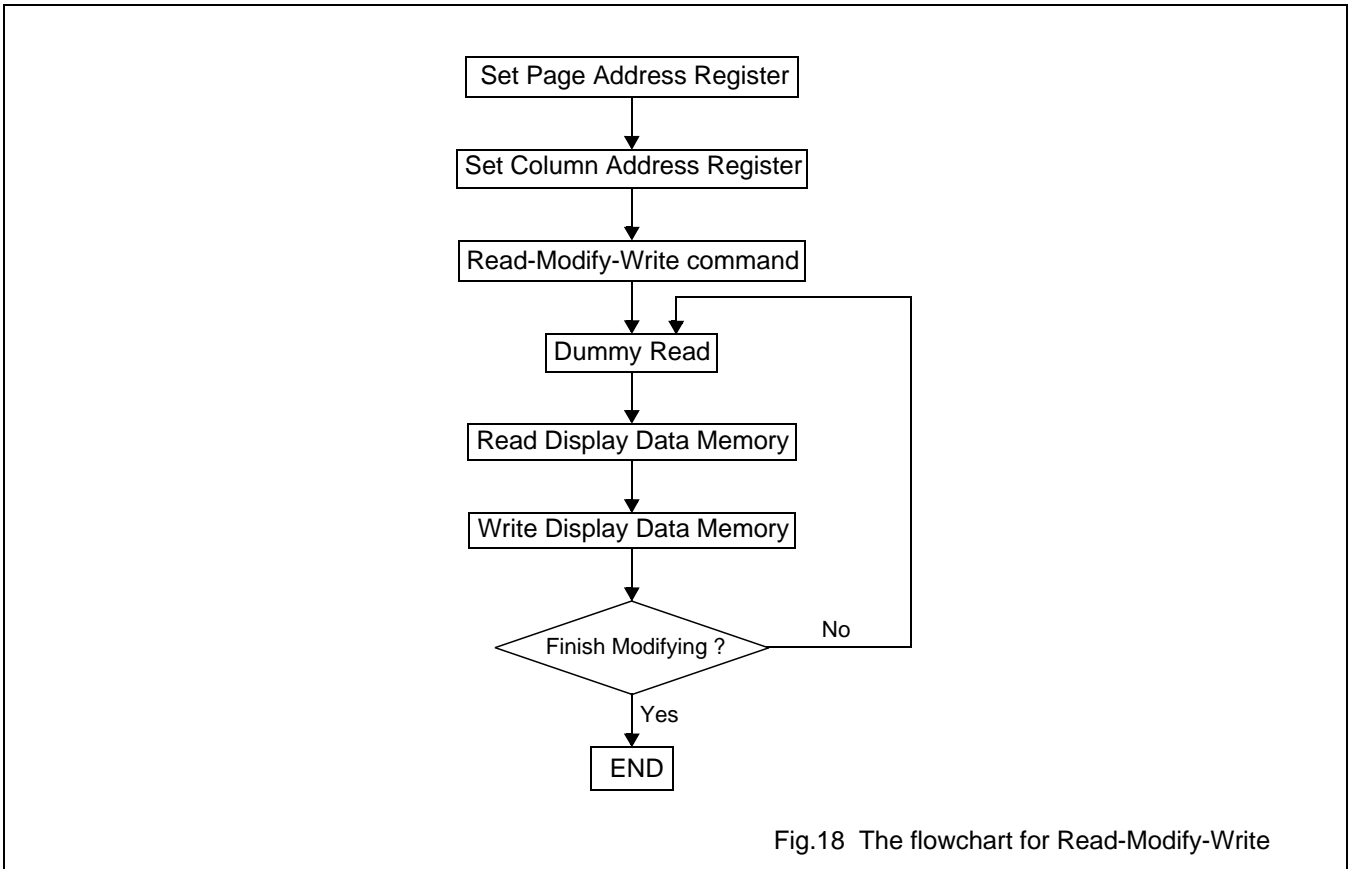 Set Page Address Register
Set Column Address Register
Read-Modify-Write command
Dummy Read
Read Display Data Memory
Write Display Data Memory
Finish Modifying ?
No
Yes
END
Fig.18 The flowchart for Read-Modify-Write